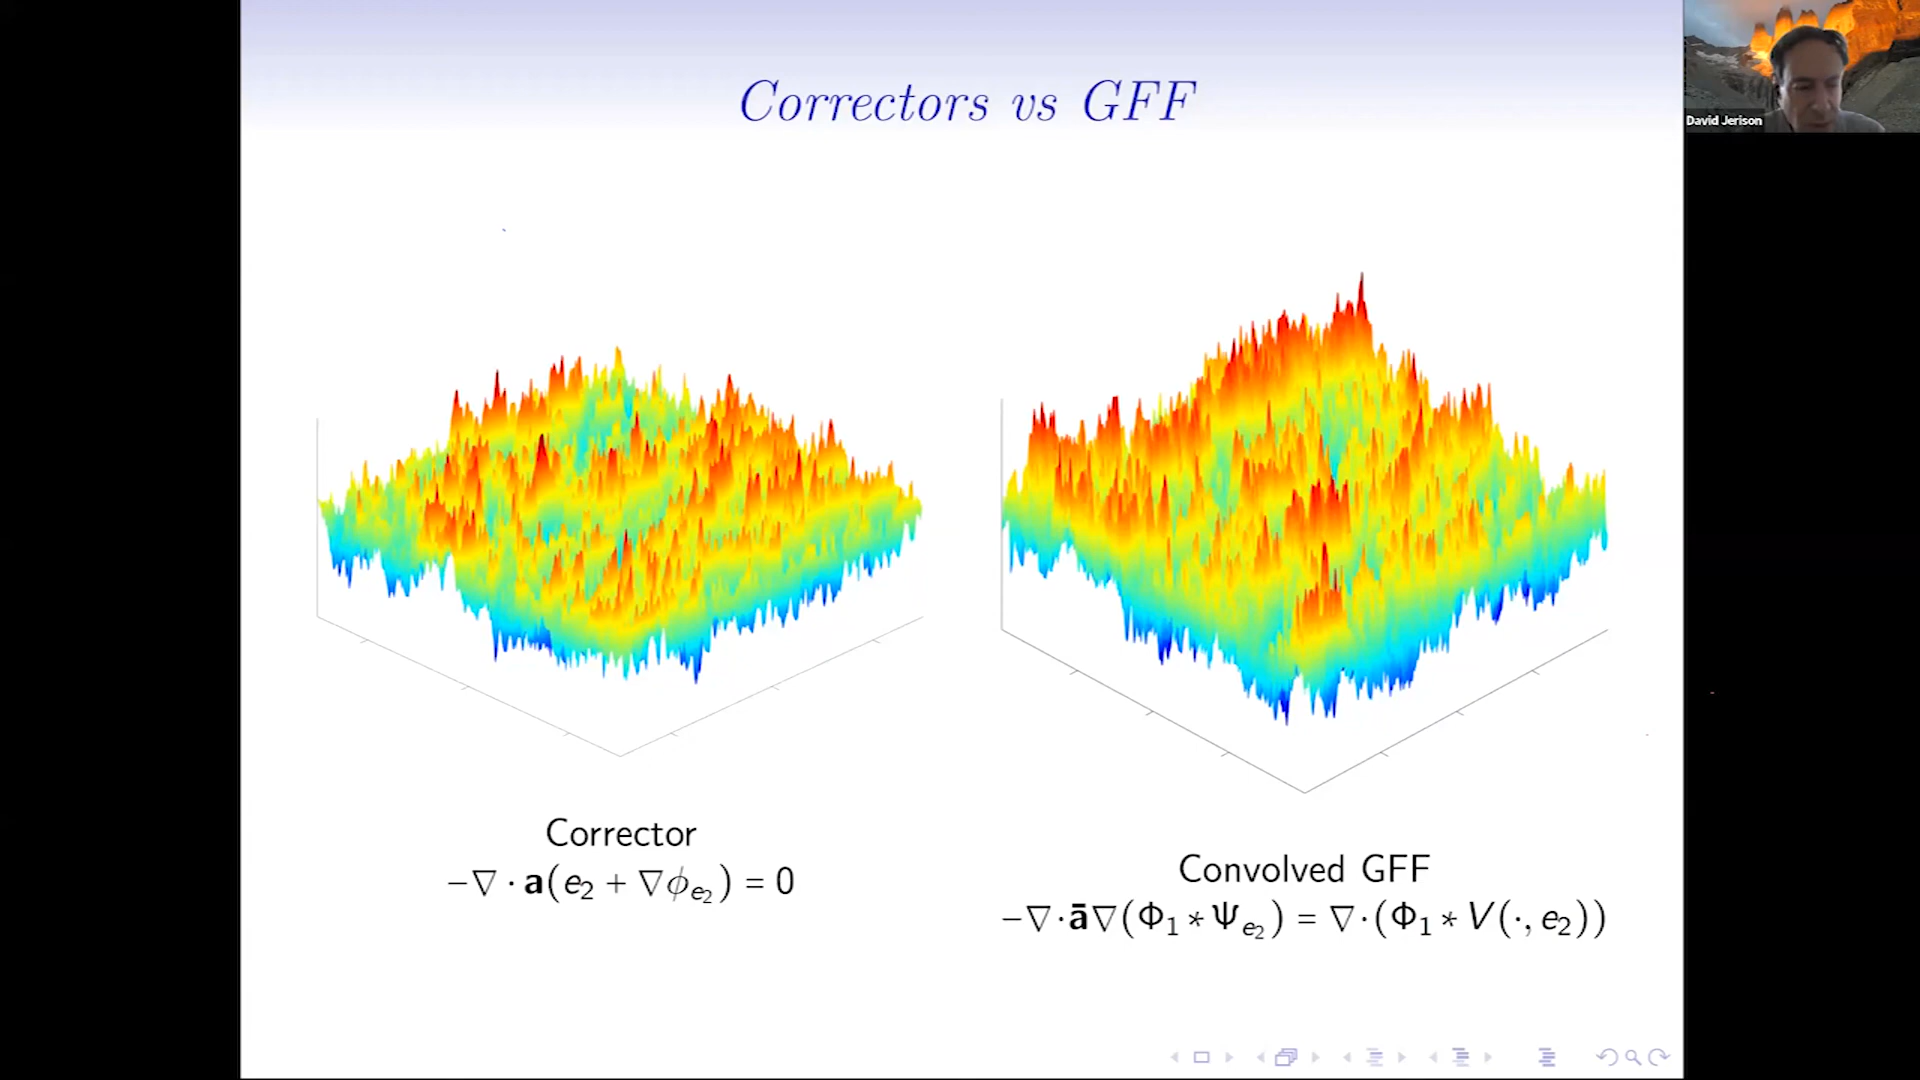 Correctors vs GFF
David Jerison
Corrector
−∇ · a(e₂ + ∇ϕ_{e₂}) = 0
Convolved GFF
−∇·ā∇(Φ₁ ∗ Ψ_{e₂}) = ∇·(Φ₁ ∗ V(·, e₂))